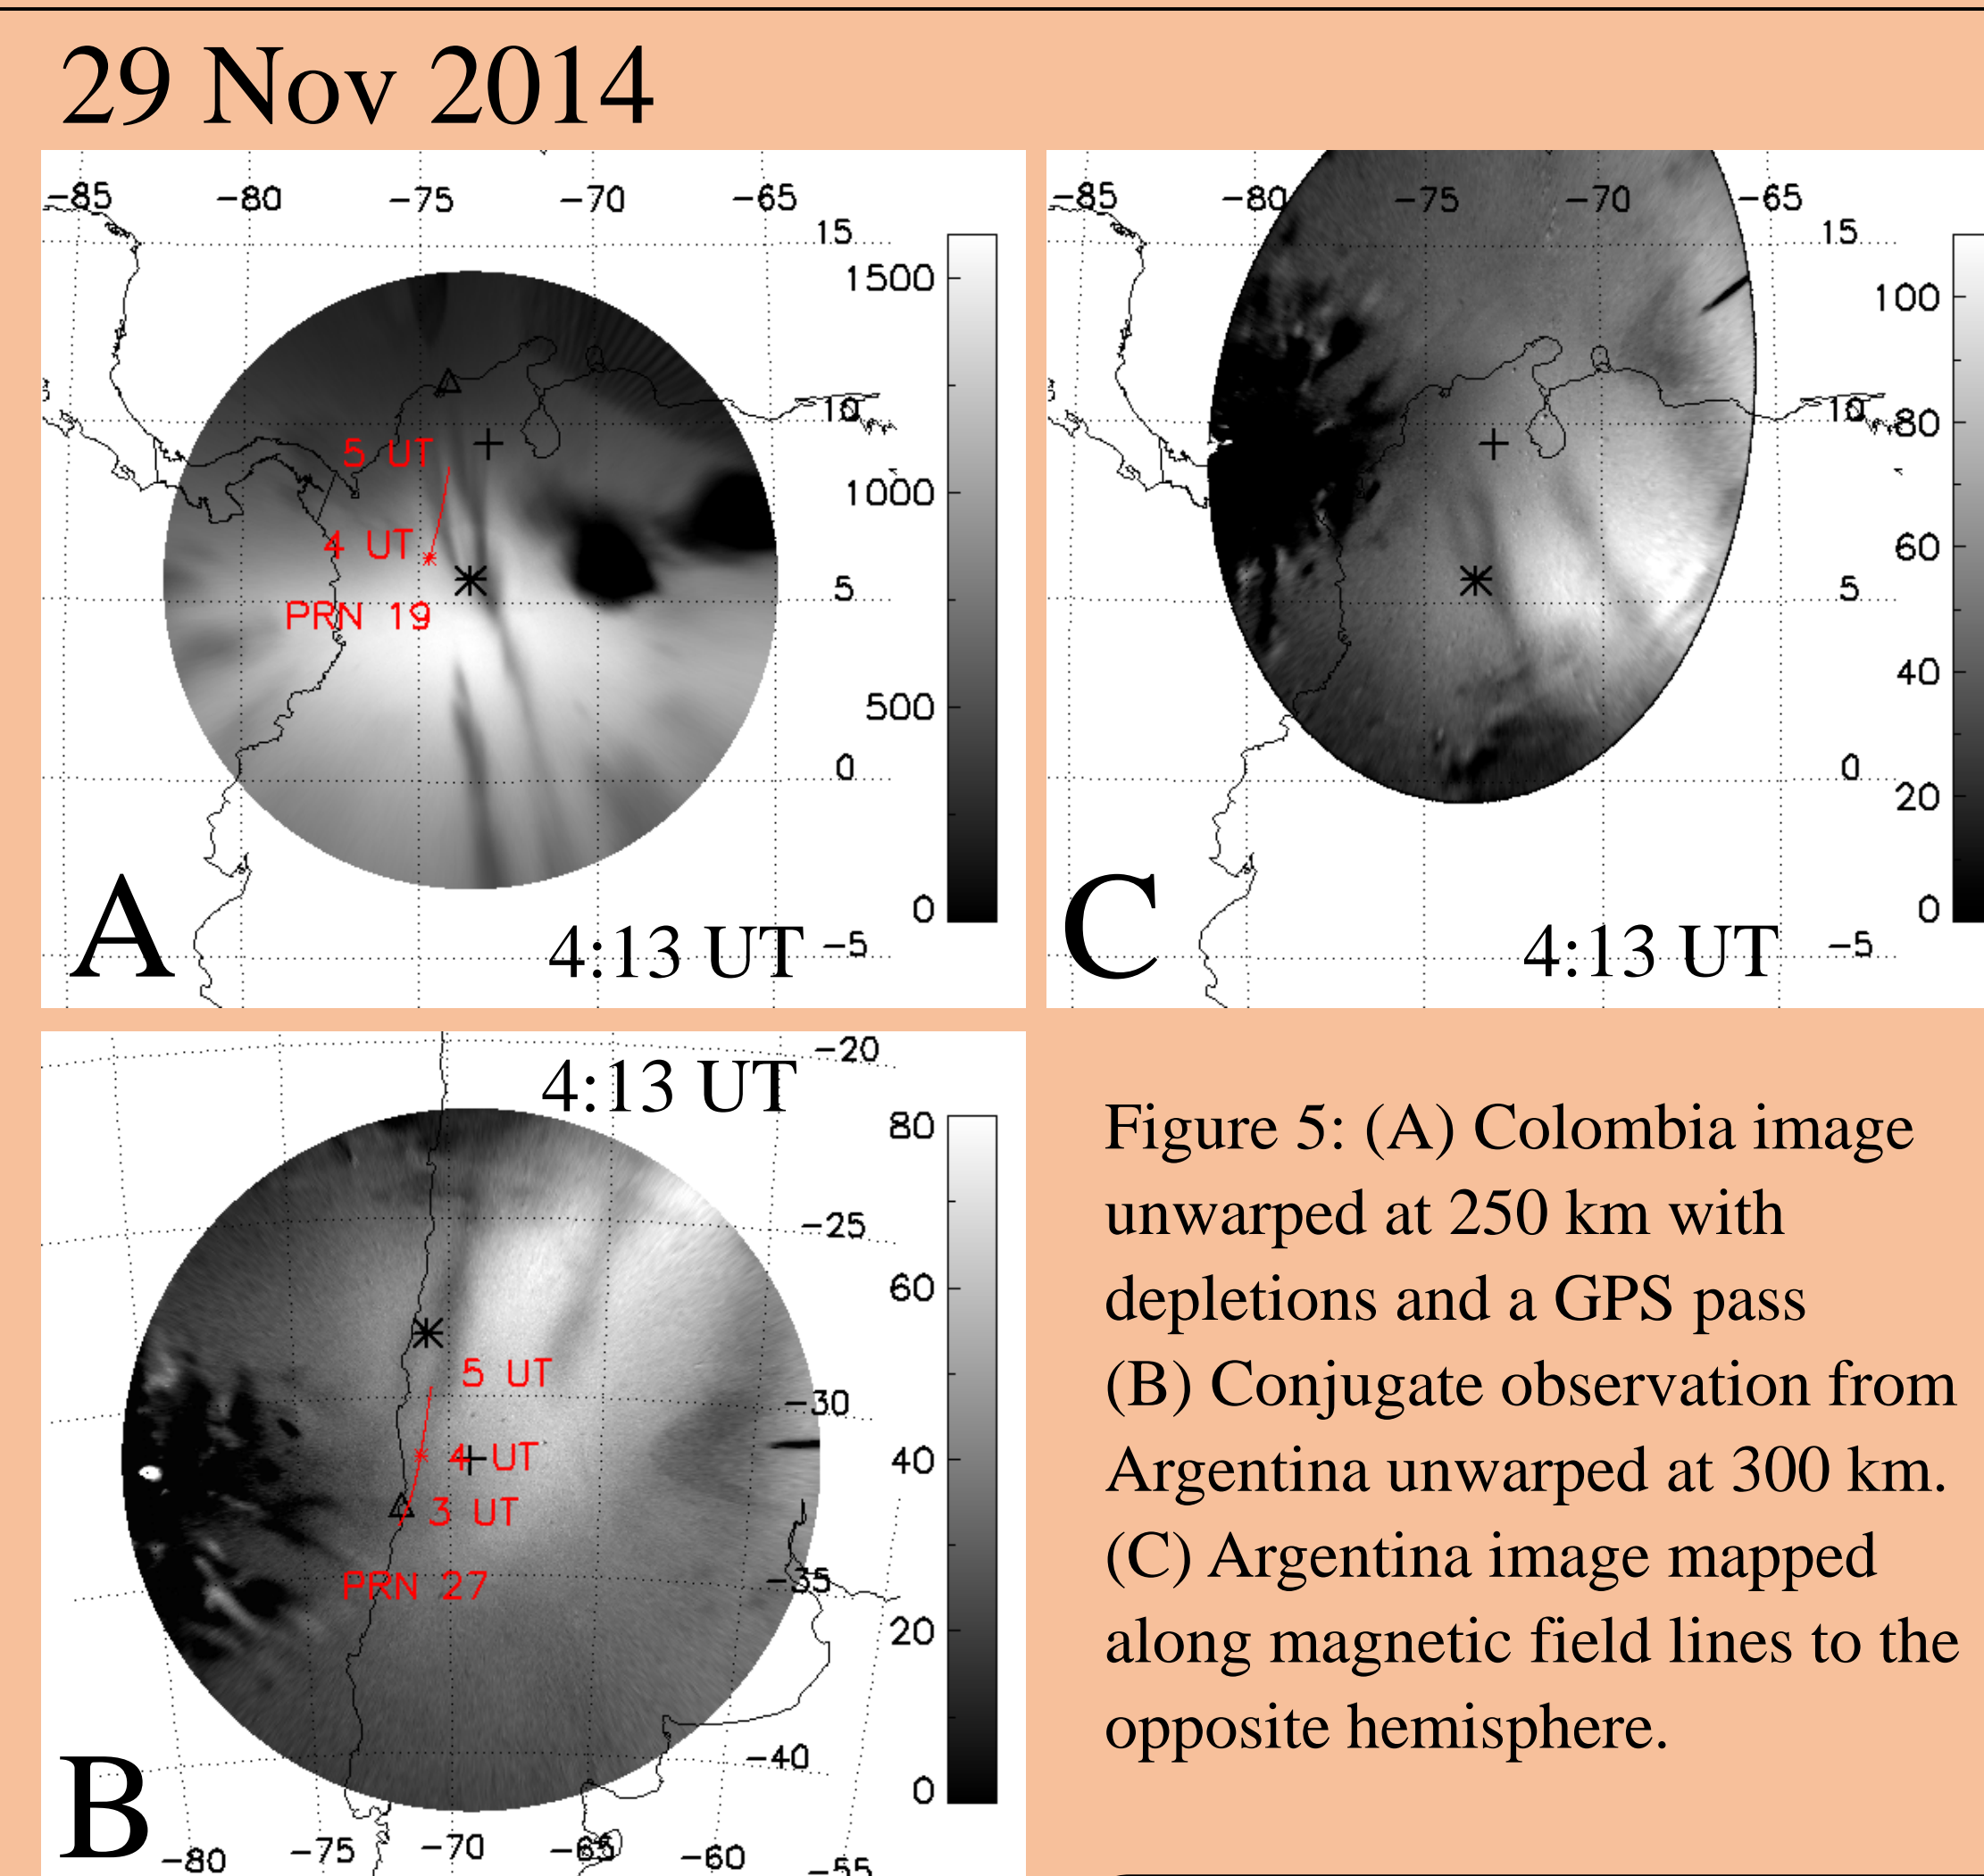 29 Nov 2014
-85 -80 -75 -70 -65
15
1500
10
5 UT
1000
4 UT
5
PRN 19
500
0
0
A
4:13 UT
-5
-85 -80 -75 -70 -65
15
100
10
80
60
5
40
0
20
0
C
4:13 UT
-5
-20
4:13 UT
80
-25
60
5 UT
-30
4 UT
40
3 UT
PRN 27
-35
20
-40
0
B
-80 -75 -70 -65 -60 -55
Figure 5: (A) Colombia image
unwarped at 250 km with
depletions and a GPS pass
(B) Conjugate observation from
Argentina unwarped at 300 km.
(C) Argentina image mapped
along magnetic field lines to the
opposite hemisphere.